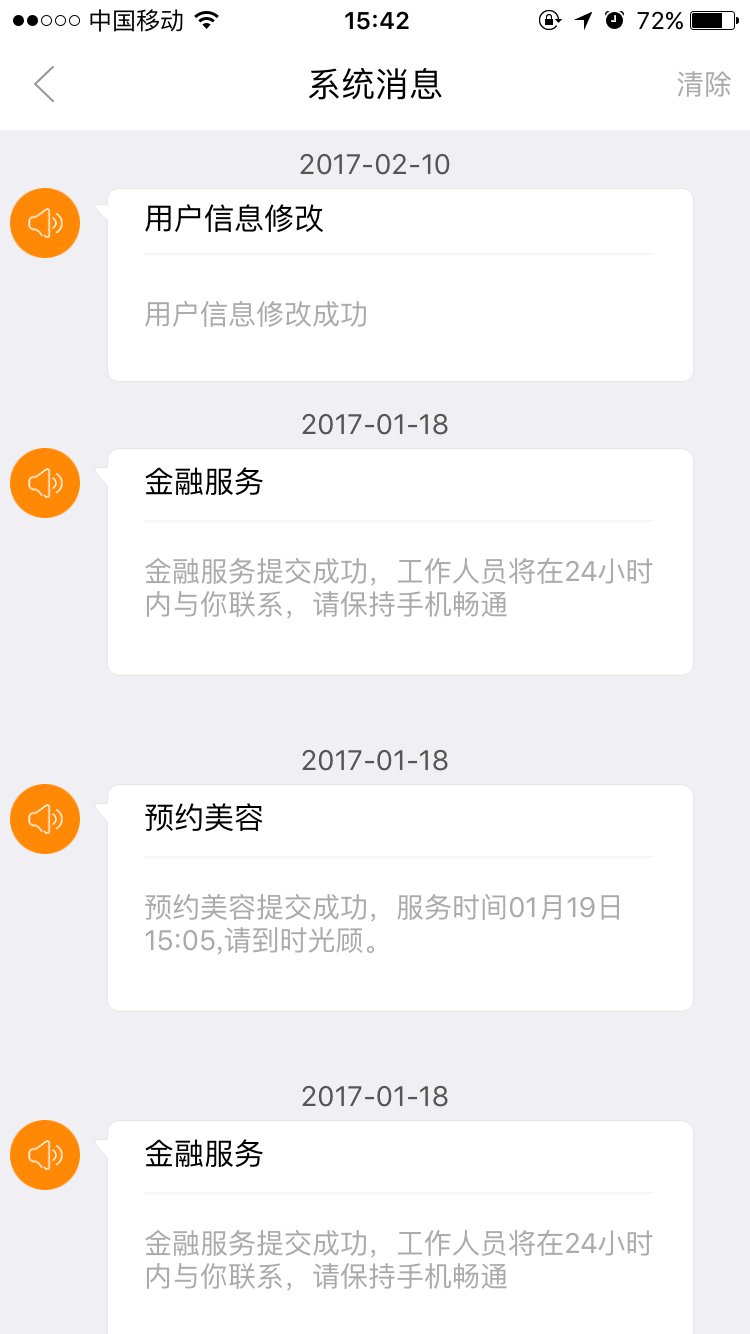 中国移动 15:42 72%
系统消息 清除
2017-02-10
用户信息修改
用户信息修改成功
2017-01-18
金融服务
金融服务提交成功，工作人员将在24小时
内与你联系，请保持手机畅通
2017-01-18
预约美容
预约美容提交成功，服务时间01月19日
15:05,请到时光顾。
2017-01-18
金融服务
金融服务提交成功，工作人员将在24小时
内与你联系，请保持手机畅通